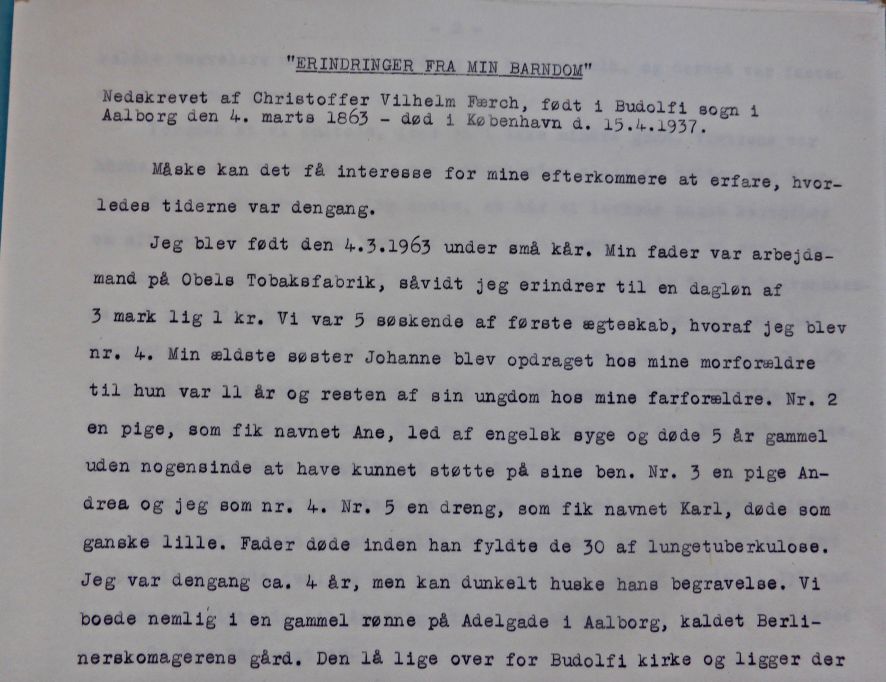 "ERINDRINGER FRA MIN BARNDOM"
Nedskrevet af Christoffer Vilhelm Færch, født i Budolfi sogn i
Aalborg den 4. marts 1863 - død i København d. 15.4.1937.
Måske kan det få interesse for mine efterkommere at erfare, hvor-
ledes tiderne var dengang.
Jeg blev født den 4.3.1963 under små kår. Min fader var arbejds-
mand på Obels Tobaksfabrik, såvidt jeg erindrer til en dagløn af
3 mark lig 1 kr. Vi var 5 søskende af første ægteskab, hvoraf jeg blev
nr. 4. Min ældste søster Johanne blev opdraget hos mine morforældre
til hun var 11 år og resten af sin ungdom hos mine farforældre. Nr. 2
en pige, som fik navnet Ane, led af engelsk syge og døde 5 år gammel
uden nogensinde at have kunnet støtte på sine ben. Nr. 3 en pige An-
drea og jeg som nr. 4. Nr. 5 en dreng, som fik navnet Karl, døde som
ganske lille. Fader døde inden han fyldte de 30 af lungetuberkulose.
Jeg var dengang ca. 4 år, men kan dunkelt huske hans begravelse. Vi
boede nemlig i en gammel rønne på Adelgade i Aalborg, kaldet Berli-
nerskomagerens gård. Den lå lige over for Budolfi kirke og ligger der